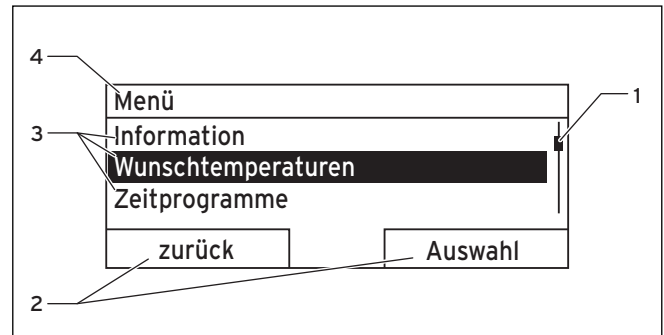 4
Menü
1
3
Information
Wunschtemperaturen
Zeitprogramme
zurück
Auswahl
2